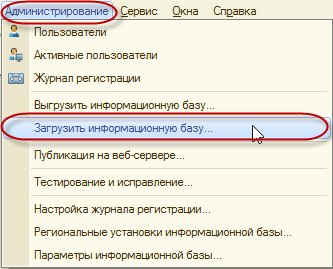 Администрирование Сервис Окна Справка
Пользователи
Активные пользователи
Журнал регистрации
Выгрузить информационную базу...
Загрузить информационную базу...
Публикация на веб-сервере...
Тестирование и исправление...
Настройка журнала регистрации...
Региональные установки информационной базы...
Параметры информационной базы...